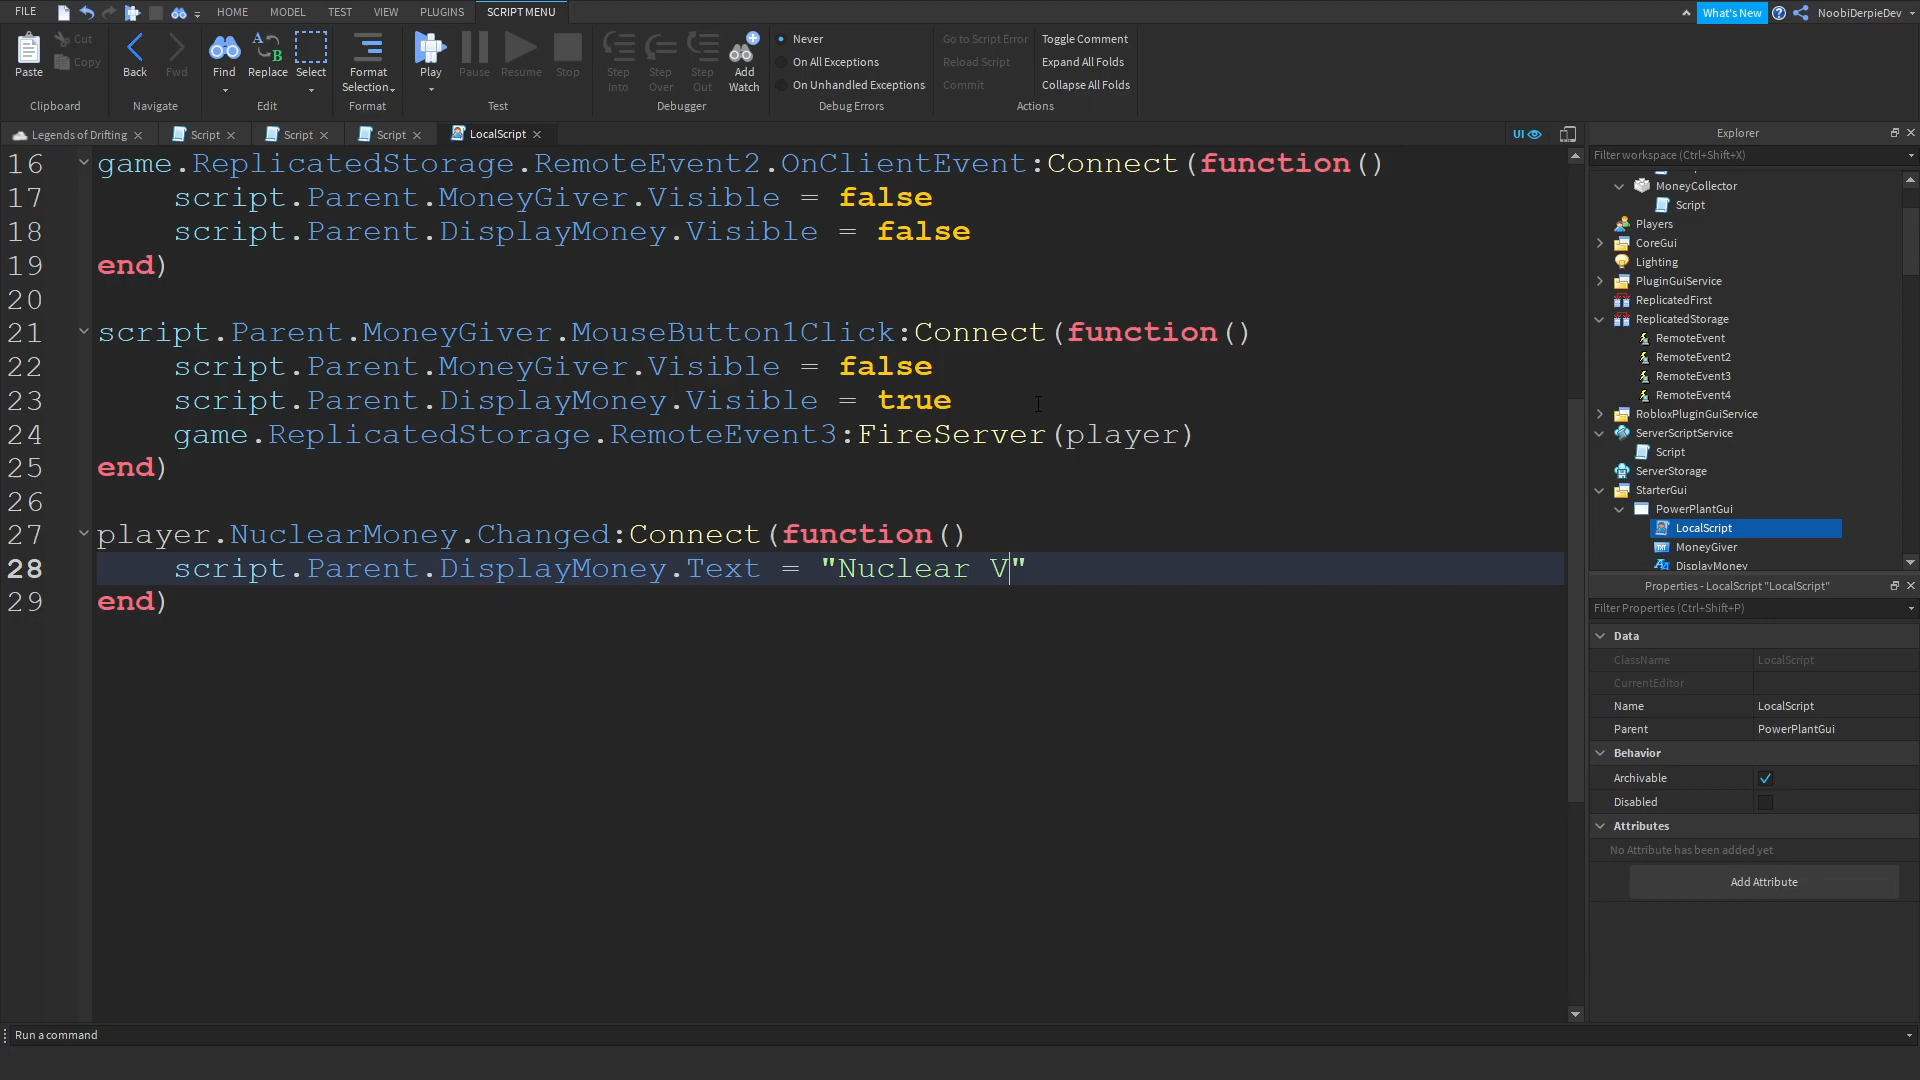 FILE HOME MODEL TEST VIEW PLUGINS SCRIPT MENU What's New NoobiDerpieDev
Paste Cut Copy Clipboard
Back Fwd Navigate
Find Replace Select Edit
Format Selection Format
Play Pause Resume Stop Test
Step Into Step Over Step Out Add Watch Debugger
Never
On All Exceptions
On Unhandled Exceptions
Debug Errors
Go to Script Error
Reload Script
Commit
Toggle Comment
Expand All Folds
Collapse All Folds
Actions
Legends of Drifting Script Script Script LocalScript UI
16 game.ReplicatedStorage.RemoteEvent2.OnClientEvent:Connect(function()
17 script.Parent.MoneyGiver.Visible = false
18 script.Parent.DisplayMoney.Visible = false
19 end)
20
21 script.Parent.MoneyGiver.MouseButton1Click:Connect(function()
22 script.Parent.MoneyGiver.Visible = false
23 script.Parent.DisplayMoney.Visible = true
24 game.ReplicatedStorage.RemoteEvent3:FireServer(player)
25 end)
26
27 player.NuclearMoney.Changed:Connect(function()
28 script.Parent.DisplayMoney.Text = "Nuclear V"
29 end)
Explorer
Filter workspace (Ctrl+Shift+X)
MoneyCollector
Script
Players
CoreGui
Lighting
PluginGuiService
ReplicatedFirst
ReplicatedStorage
RemoteEvent
RemoteEvent2
RemoteEvent3
RemoteEvent4
RobloxPluginGuiService
ServerScriptService
Script
ServerStorage
StarterGui
PowerPlantGui
LocalScript
MoneyGiver
DisplayMoney
Properties - LocalScript "LocalScript"
Filter Properties (Ctrl+Shift+P)
Data
ClassName LocalScript
CurrentEditor
Name LocalScript
Parent PowerPlantGui
Behavior
Archivable
Disabled
Attributes
No Attribute has been added yet
Add Attribute
Run a command